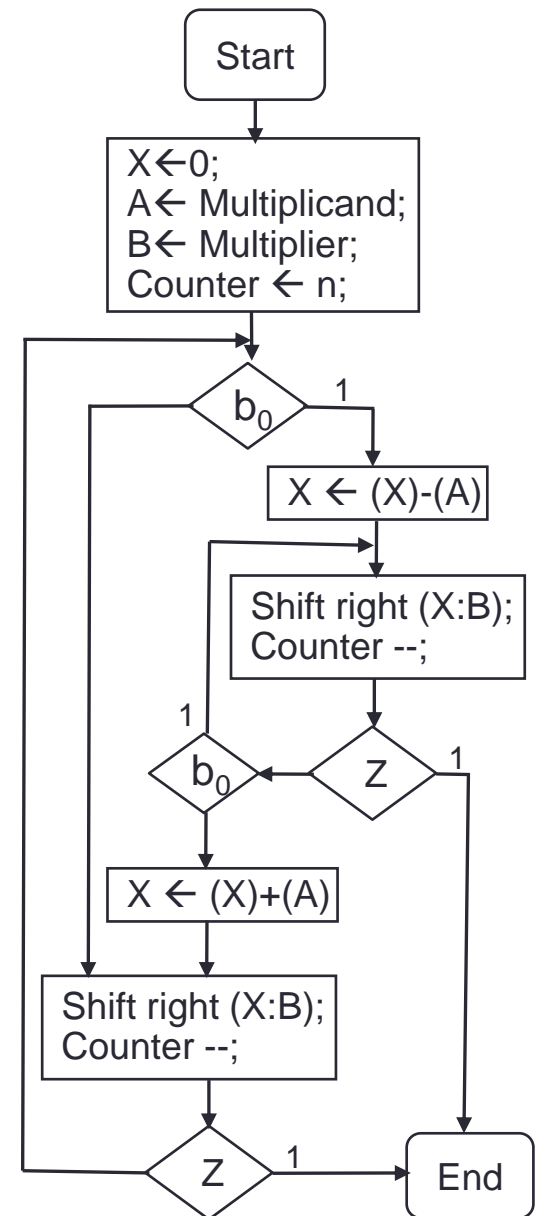 Start
X←0;
A← Multiplicand;
B← Multiplier;
Counter ← n;
b₀
1
X ← (X)-(A)
Shift right (X:B);
Counter --;
1
b₀
Z
1
X ← (X)+(A)
Shift right (X:B);
Counter --;
Z
1
End